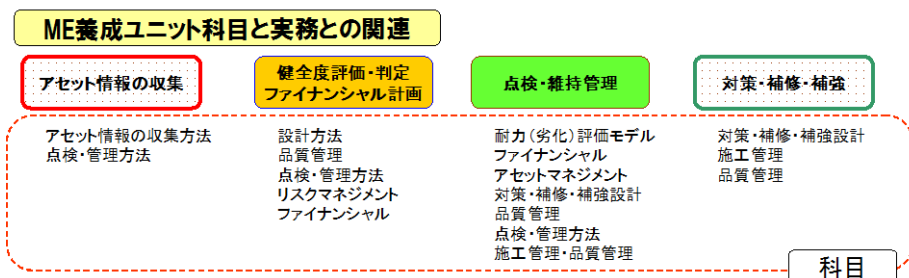 ME養成ユニット科目と実務との関連
アセット情報の収集
健全度評価・判定
ファイナンシャル計画
点検・維持管理
対策・補修・補強
アセット情報の収集方法
点検・管理方法
設計方法
品質管理
点検・管理方法
リスクマネジメント
ファイナンシャル
耐力(劣化)評価モデル
ファイナンシャル
アセットマネジメント
対策・補修・補強設計
品質管理
点検・管理方法
施工管理・品質管理
対策・補修・補強設計
施工管理
品質管理
科目